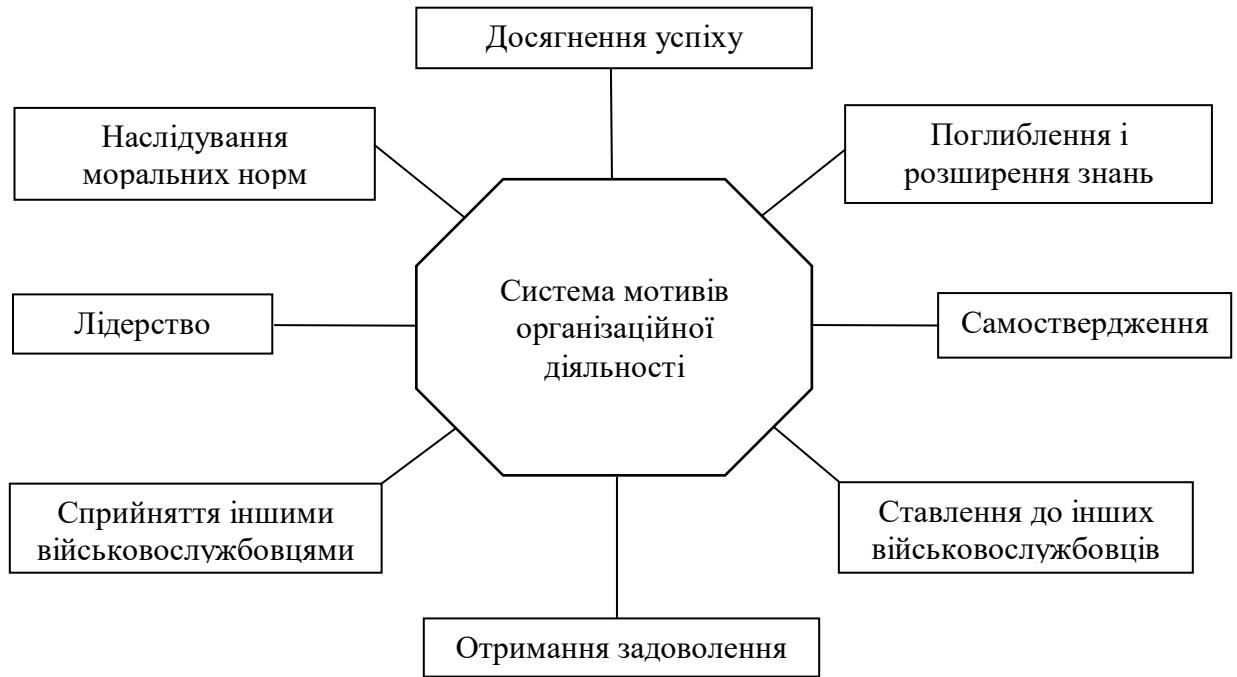 Досягнення успіху
Наслідування
моральних норм
Поглиблення і
розширення знань
Система мотивів
організаційної
діяльності
Лідерство
Самоствердження
Сприйняття іншими
військовослужбовцями
Ставлення до інших
військовослужбовців
Отримання задоволення